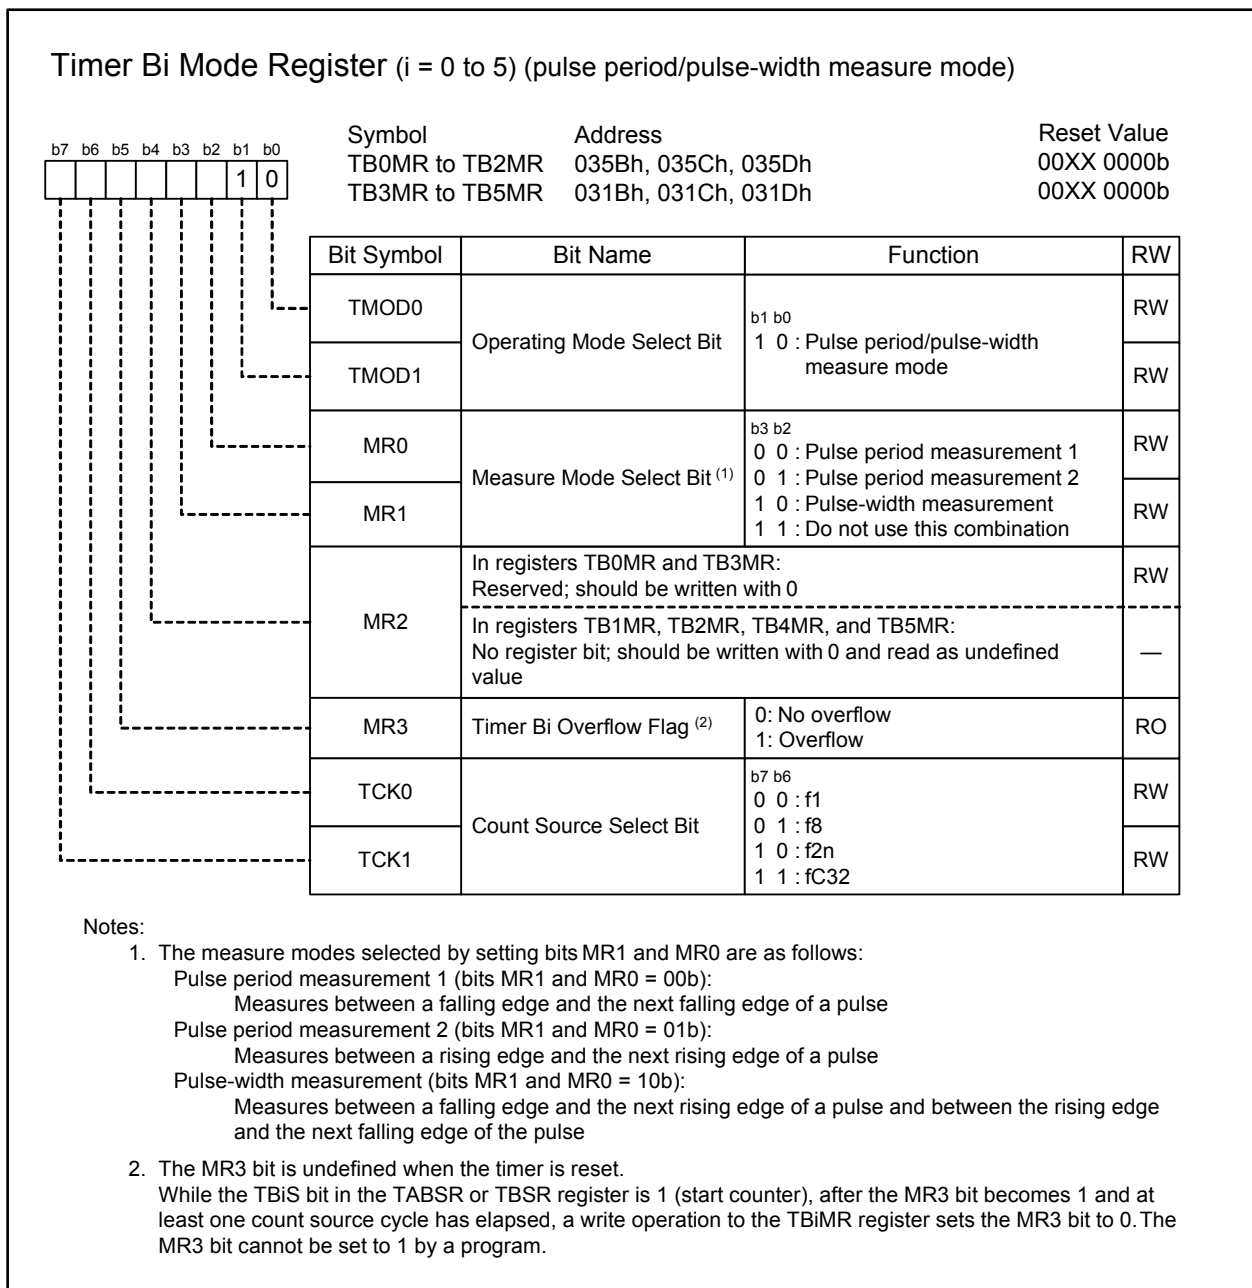 Timer Bi Mode Register (i = 0 to 5) (pulse period/pulse-width measure mode)
b7 b6 b5 b4 b3 b2 b1 b0
1 0
Symbol Address Reset Value
TB0MR to TB2MR 035Bh, 035Ch, 035Dh 00XX 0000b
TB3MR to TB5MR 031Bh, 031Ch, 031Dh 00XX 0000b
Bit Symbol Bit Name Function RW
TMOD0 RW
Operating Mode Select Bit
b1 b0
1 0 : Pulse period/pulse-width
measure mode
TMOD1 RW
MR0 RW
Measure Mode Select Bit (1)
b3 b2
0 0 : Pulse period measurement 1
0 1 : Pulse period measurement 2
1 0 : Pulse-width measurement
1 1 : Do not use this combination
MR1 RW
MR2
In registers TB0MR and TB3MR:
Reserved; should be written with 0
RW
In registers TB1MR, TB2MR, TB4MR, and TB5MR:
No register bit; should be written with 0 and read as undefined
value
—
MR3 Timer Bi Overflow Flag (2)
0: No overflow
1: Overflow
RO
TCK0 RW
Count Source Select Bit
b7 b6
0 0 : f1
0 1 : f8
1 0 : f2n
1 1 : fC32
TCK1 RW
Notes:
1. The measure modes selected by setting bits MR1 and MR0 are as follows:
Pulse period measurement 1 (bits MR1 and MR0 = 00b):
Measures between a falling edge and the next falling edge of a pulse
Pulse period measurement 2 (bits MR1 and MR0 = 01b):
Measures between a rising edge and the next rising edge of a pulse
Pulse-width measurement (bits MR1 and MR0 = 10b):
Measures between a falling edge and the next rising edge of a pulse and between the rising edge
and the next falling edge of the pulse
2. The MR3 bit is undefined when the timer is reset.
While the TBiS bit in the TABSR or TBSR register is 1 (start counter), after the MR3 bit becomes 1 and at
least one count source cycle has elapsed, a write operation to the TBiMR register sets the MR3 bit to 0. The
MR3 bit cannot be set to 1 by a program.